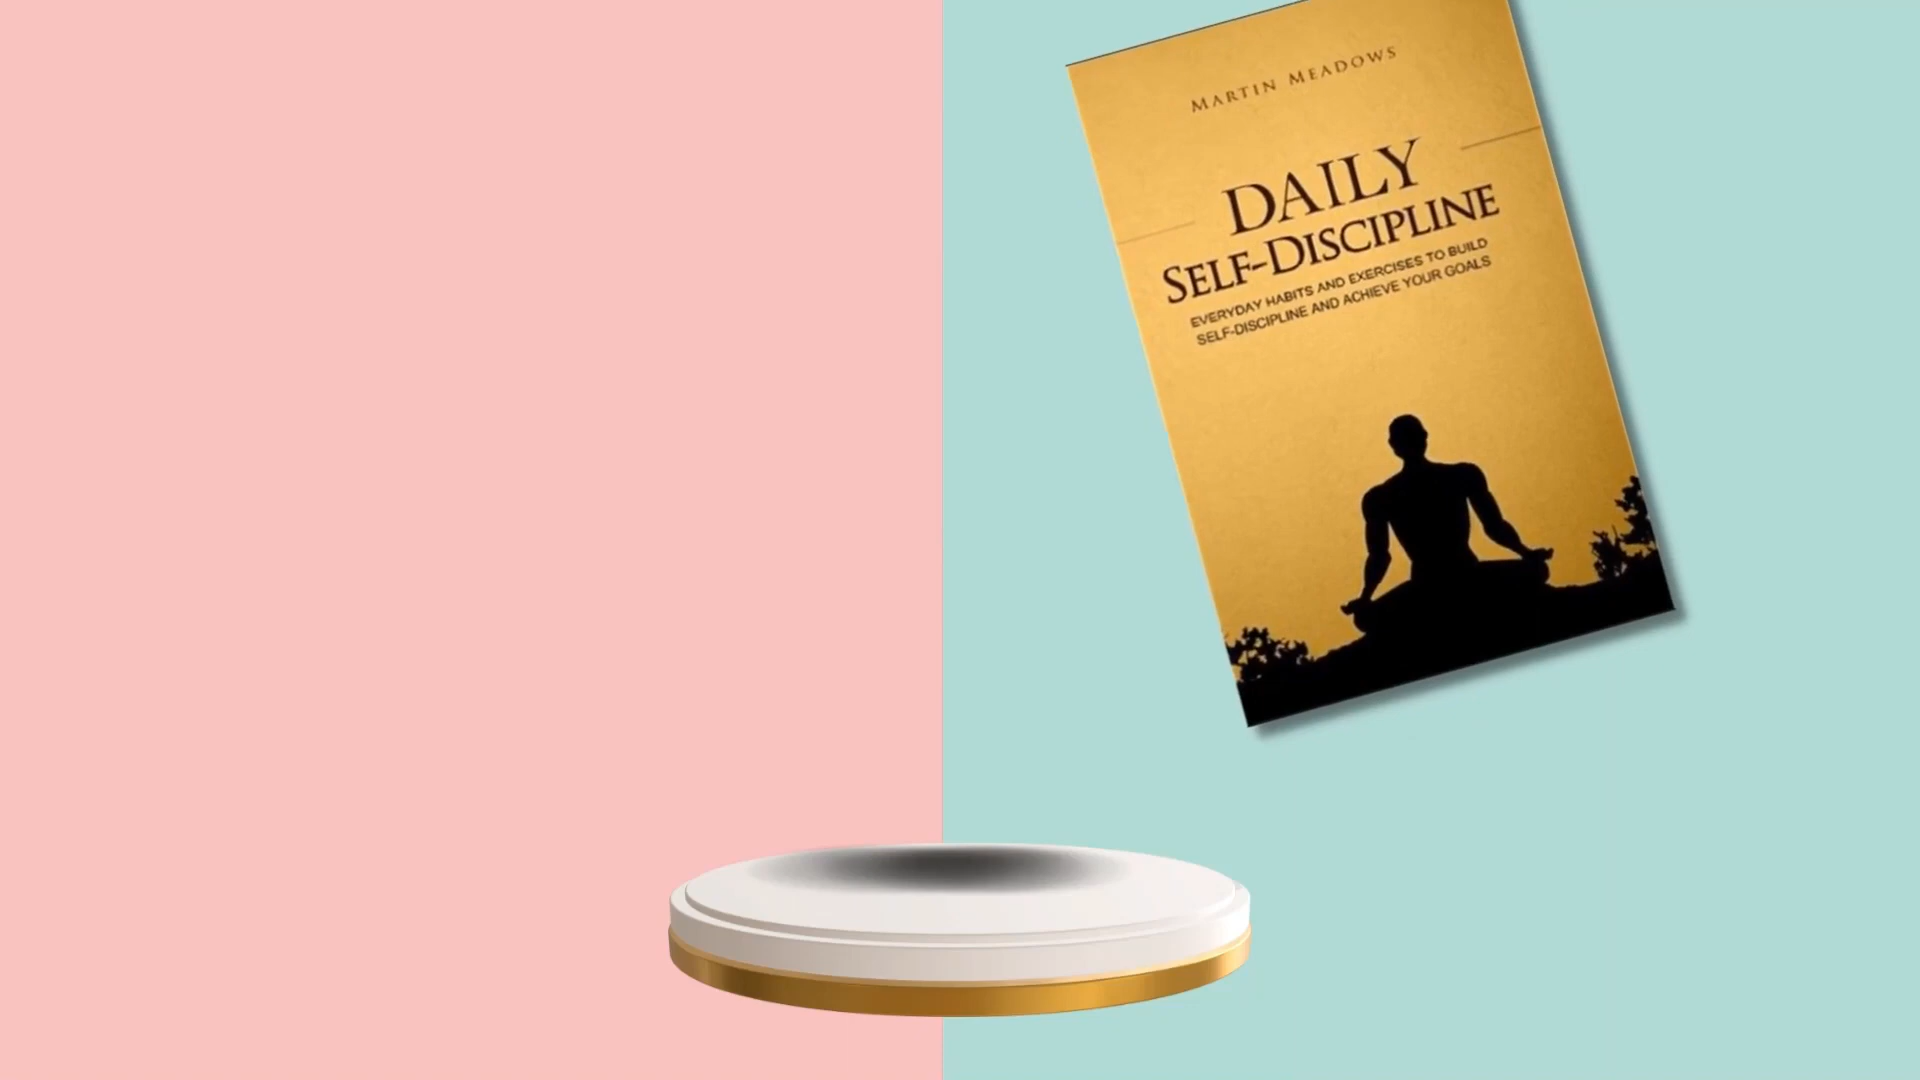 MARTIN MEADOWS
DAILY
SELF-DISCIPLINE
EVERYDAY HABITS AND EXERCISES TO BUILD
SELF-DISCIPLINE AND ACHIEVE YOUR GOALS